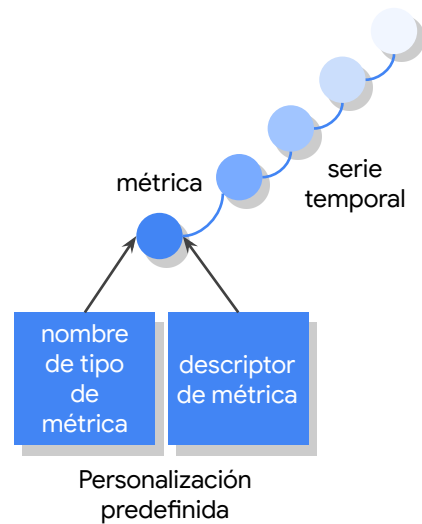 métrica
serie
temporal
nombre
de tipo
de
métrica
descriptor
de métrica
Personalización
predefinida